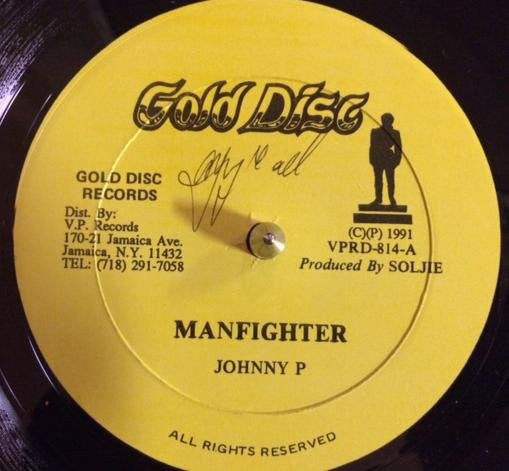 Gold Disc
GOLD DISC
RECORDS
Dist. By:
V.P. Records
170-21 Jamaica Ave.
Jamaica, N.Y. 11432
TEL: (718) 291-7058
(C)(P) 1991
VPRD-814-A
Produced By SOLJIE
MANFIGHTER
JOHNNY P
ALL RIGHTS RESERVED